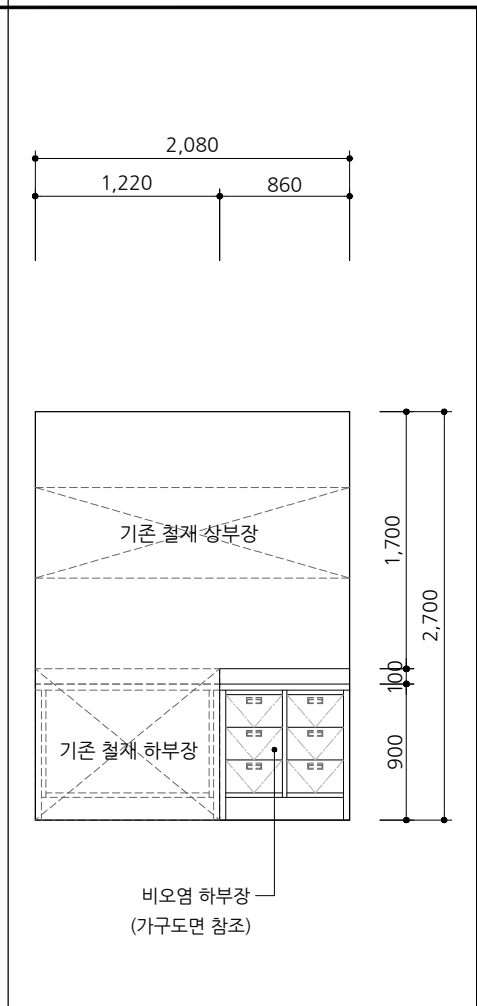 2,080
1,220
860
기존 철재 상부장
1,700
2,700
100
기존 철재 하부장
900
비오염 하부장
(가구도면 참조)